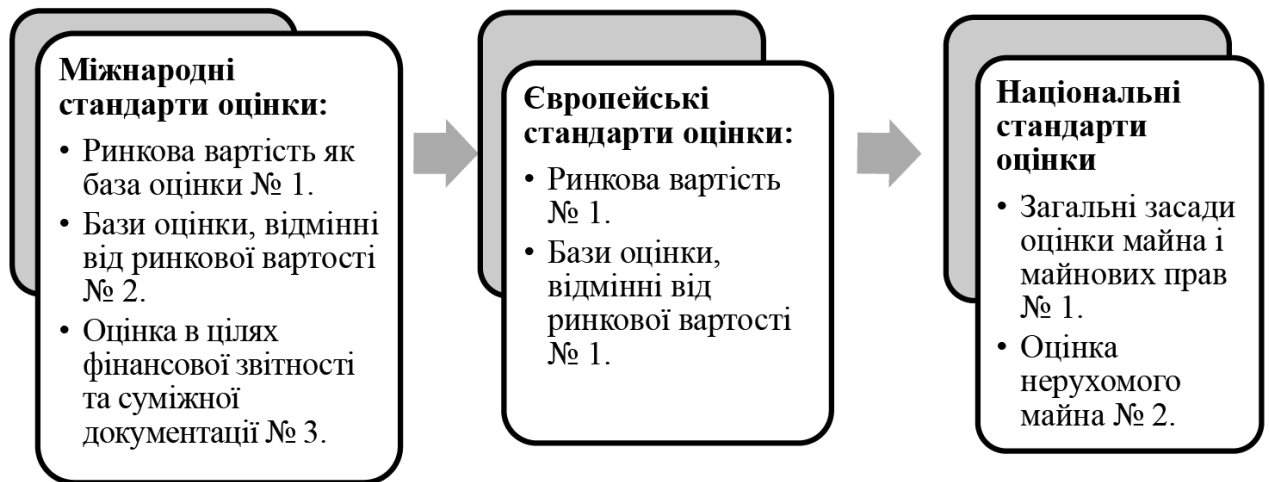 Міжнародні
стандарти оцінки:
• Ринкова вартість як
база оцінки № 1.
• Бази оцінки, відмінні
від ринкової вартості
№ 2.
• Оцінка в цілях
фінансової звітності
та суміжної
документації № 3.
Європейські
стандарти оцінки:
• Ринкова вартість
№ 1.
• Бази оцінки,
відмінні від
ринкової вартості
№ 1.
Національні
стандарти
оцінки
• Загальні засади
оцінки майна і
майнових прав
№ 1.
• Оцінка
нерухомого
майна № 2.